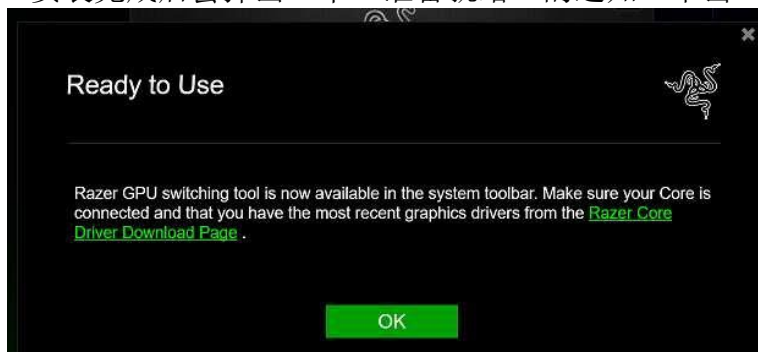 Ready to Use
Razer GPU switching tool is now available in the system toolbar. Make sure your Core is
connected and that you have the most recent graphics drivers from the Razer Core
Driver Download Page .
OK